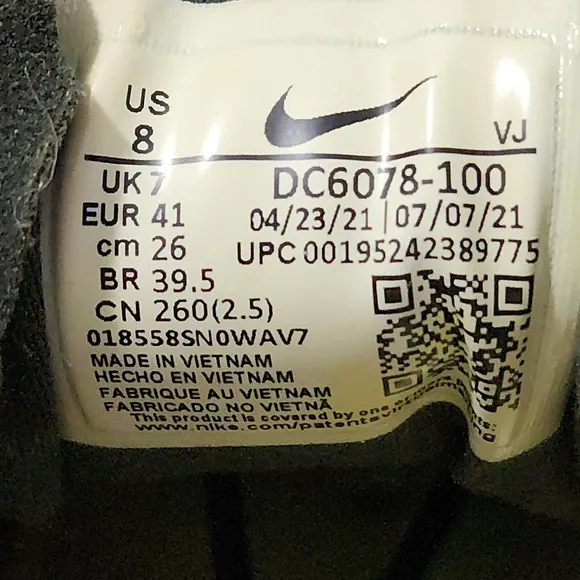 US
8
VJ
UK 7
DC6078-100
EUR 41
04/23/21 | 07/07/21
cm 26
UPC 00195242389775
BR 39.5
CN 260(2.5)
018558SN0WAV7
MADE IN VIETNAM
HECHO EN VIETNAM
FABRIQUE AU VIETNAM
FABRICADO NO VIETNÃ
This product is covered by one or
www.nike.com/patents